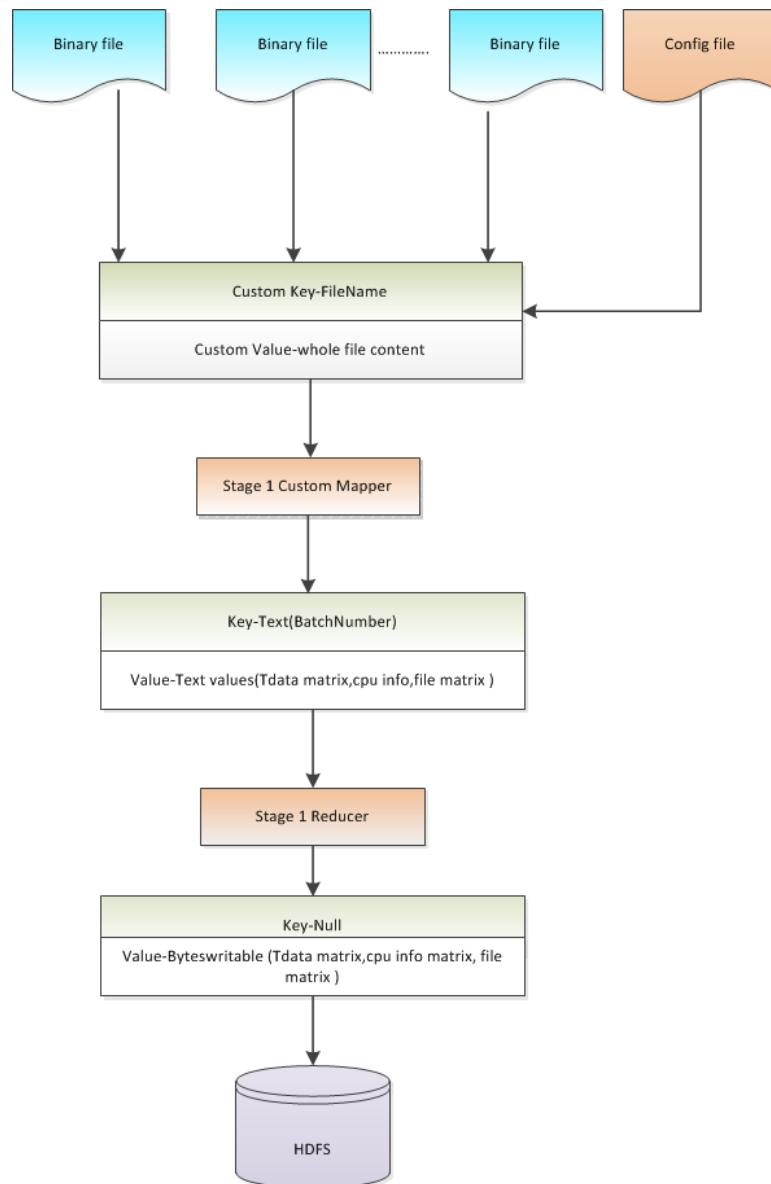 Binary file
Binary file
.............
Binary file
Config file
Custom Key-FileName
Custom Value-whole file content
Stage 1 Custom Mapper
Key-Text(BatchNumber)
Value-Text values(Tdata matrix,cpu info,file matrix )
Stage 1 Reducer
Key-Null
Value-Byteswritable (Tdata matrix,cpu info matrix, file
matrix )
HDFS